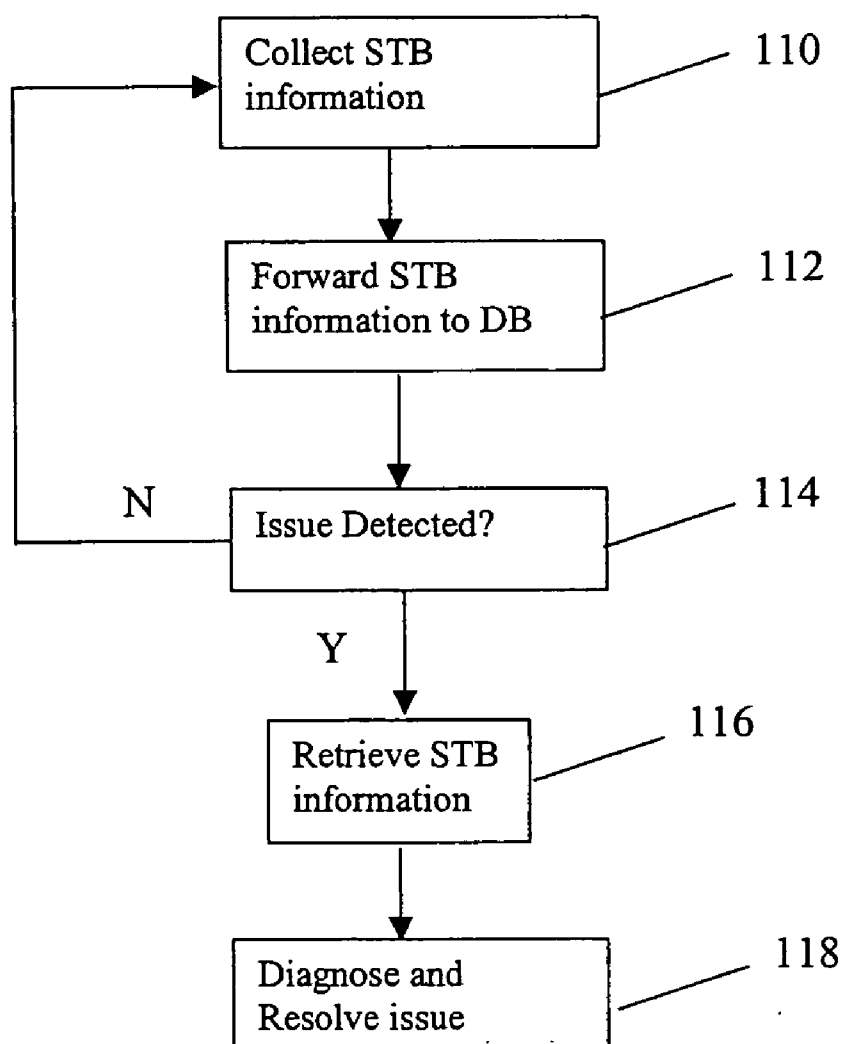 Collect STB
information
110
Forward STB
information to DB
112
Issue Detected?
114
N
Y
Retrieve STB
information
116
Diagnose and
Resolve issue
118